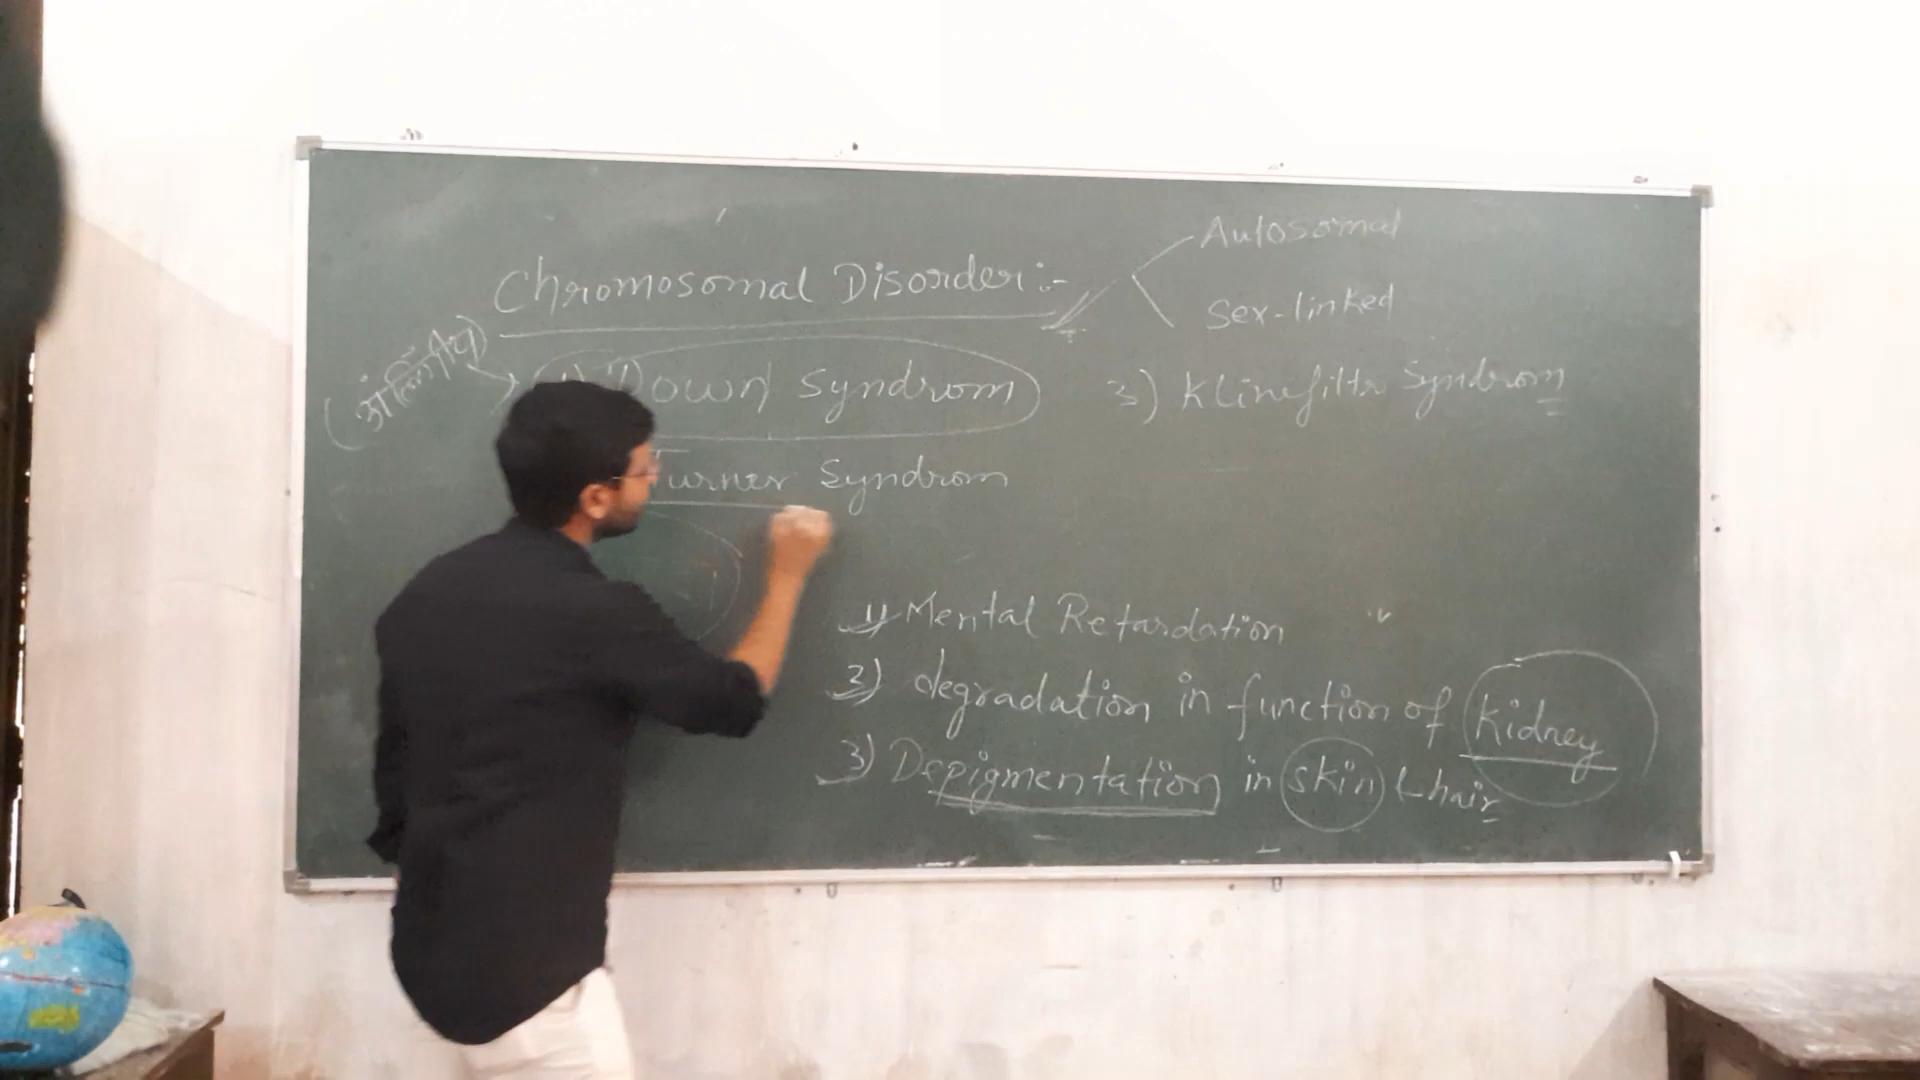 Autosomal
Chromosomal Disorder :-
Sex-linked
(अलिंगीय)
Down Syndrom
3) Klinefilter Syndrom
Turner Syndrom
1) Mental Retardation
2) degradation in function of Kidney
3) Depigmentation in skin & hair